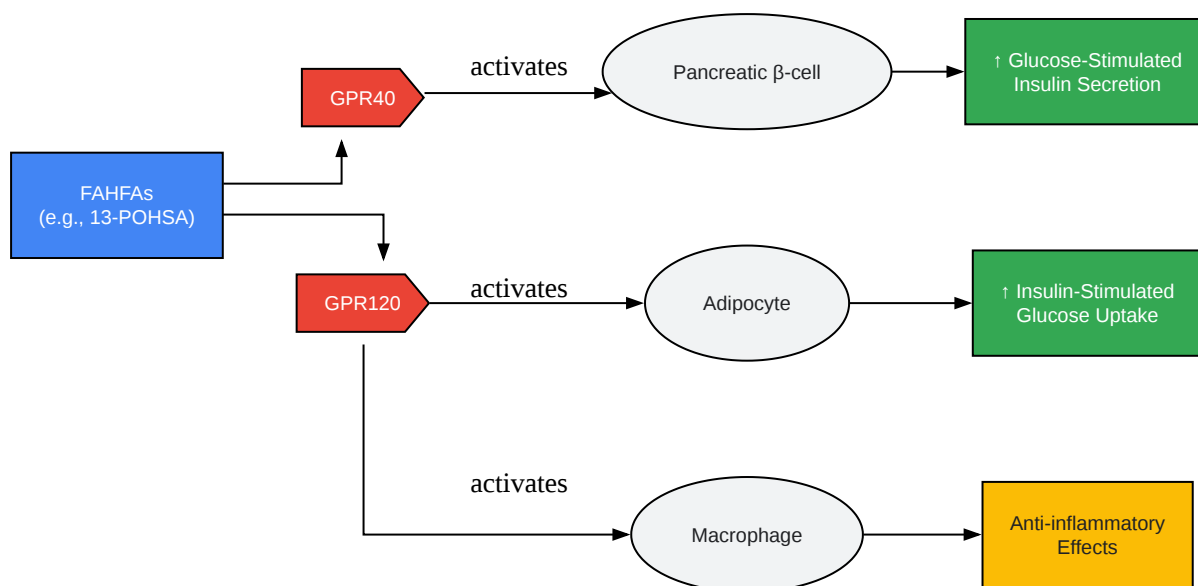 activates
Pancreatic β-cell
↑ Glucose-Stimulated
Insulin Secretion
GPR40
FAHFAs
(e.g., 13-POHSA)
GPR120
activates
Adipocyte
↑ Insulin-Stimulated
Glucose Uptake
activates
Macrophage
Anti-inflammatory
Effects